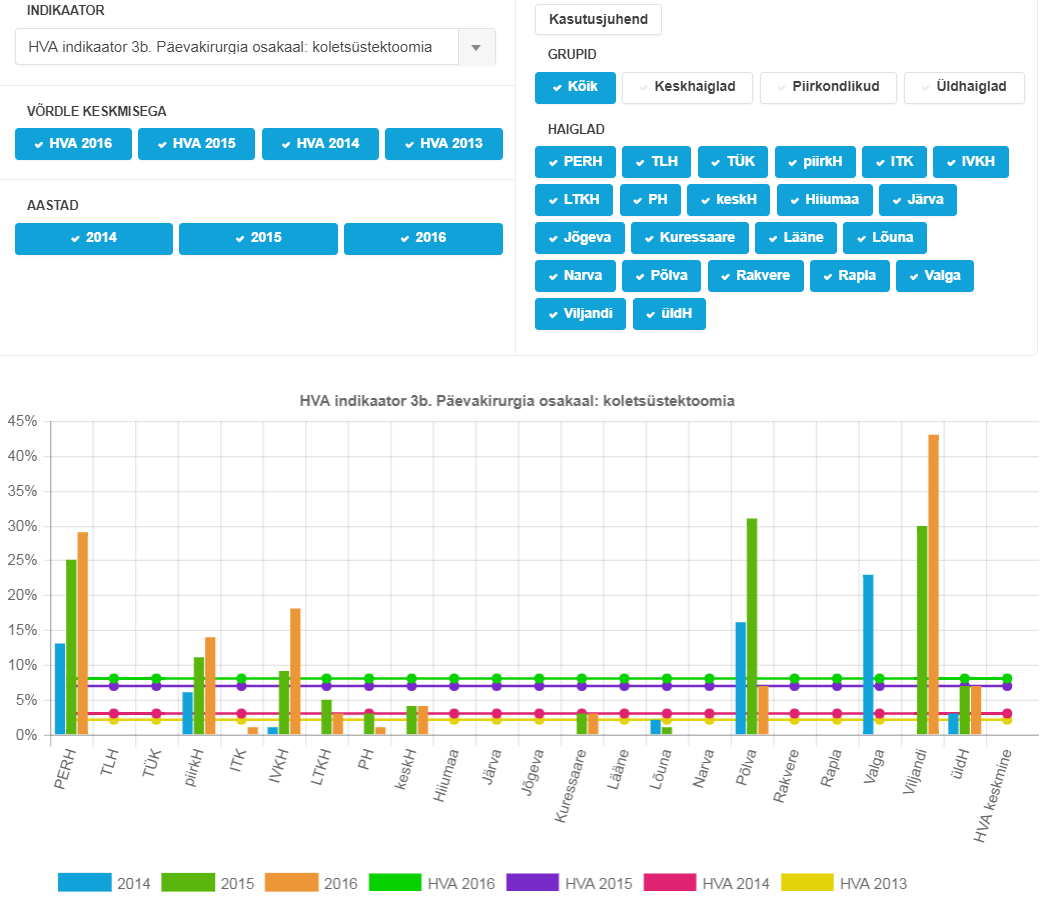 INDIKAATOR
HVA indikaator 3b. Päevakirurgia osakaal: koletsüstektoomia
VÕRDLE KESKMISEGA
HVA 2016 HVA 2015 HVA 2014 HVA 2013
AASTAD
2014 2015 2016
Kasutusjuhend
GRUPID
Kõik Keskhaiglad Piirkondlikud Üldhaiglad
HAIGLAD
PERH TLH TÜK piirkH ITK IVKH
LTKH PH keskH Hiiumaa Järva
Jõgeva Kuressaare Lääne Lõuna
Narva Põlva Rakvere Rapla Valga
Viljandi üldH
HVA indikaator 3b. Päevakirurgia osakaal: koletsüstektoomia
45%
40%
35%
30%
25%
20%
15%
10%
5%
0%
PERH TLH TÜK piirkH ITK IVKH LTKH PH keskH Hiiumaa Järva Jõgeva Kuressaare Lääne Lõuna Narva Põlva Rakvere Rapla Valga Viljandi üldH HVA keskmine
2014 2015 2016 HVA 2016 HVA 2015 HVA 2014 HVA 2013